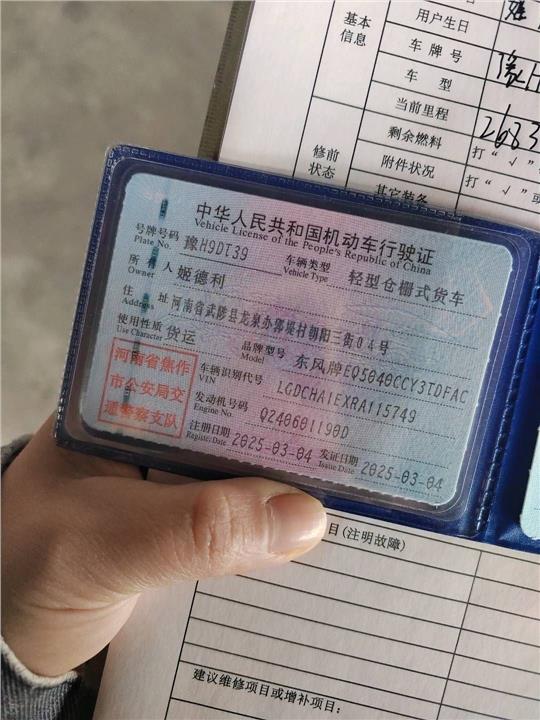 基本
信息
用户生日
车牌号
豫H
车型
当前里程
2683
剩余燃料
打“√”
修前
状态
附件状况
打“√”或
其它装备
中华人民共和国机动车行驶证
Vehicle License of the People's Republic of China
号牌号码 豫H9DT39 车辆类型 轻型仓栅式货车
Plate No. Vehicle Type
所有人 姬德利
Owner
住址 河南省武陟县龙泉办郭堤村朝阳三街04号
Address
使用性质 货运 品牌型号 东风牌EQ5040CCY3TDFAC
Use Character Model
河南省焦作
市公安局交
通警察支队
车辆识别代号 LGDCHA1EXRA115749
VIN
发动机号码 Q240601190D
Engine No.
注册日期 2025-03-04 发证日期 2025-03-04
Register Date Issue Date
目(注明故障)
建议维修项目或增补项目: